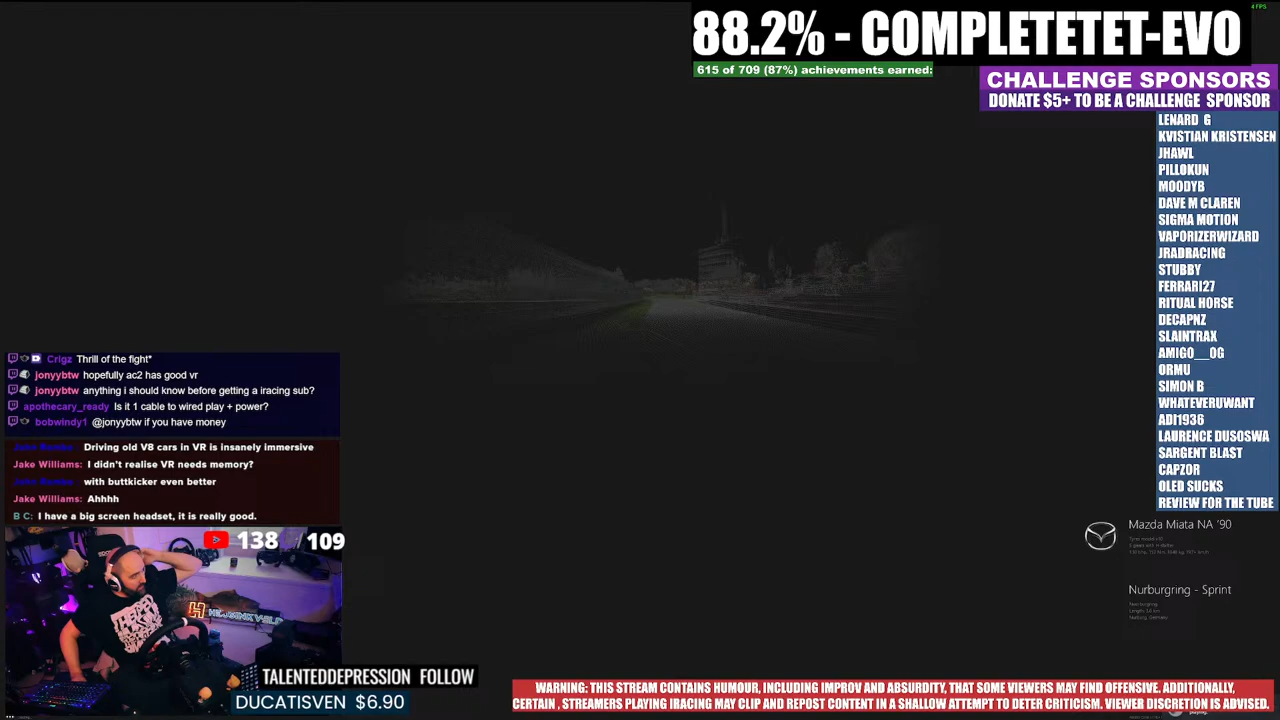 4 FPS
88.2% - COMPLETETET-EVO
615 of 709 (87%) achievements earned:
CHALLENGE SPONSORS
DONATE $5+ TO BE A CHALLENGE SPONSOR
LENARD G
KVISTIAN KRISTENSEN
JHAWL
PILLOKUN
MOODYB
DAVE M CLAREN
SIGMA MOTION
VAPORIZERWIZARD
JRADRACING
STUBBY
FERRARI27
RITUAL HORSE
DECAPNZ
SLAINTRAX
AMIGO__OG
ORMU
SIMON B
WHATEVERUWANT
ADI1936
LAURENCE DUSOSWA
SARGENT BLAST
CAPZOR
OLED SUCKS
REVIEW FOR THE TUBE
Crigz Thrill of the fight*
jonyybtw hopefully ac2 has good vr
jonyybtw anything i should know before getting a iracing sub?
apothecary_ready Is it 1 cable to wired play + power?
bobwindy1 @jonyybtw if you have money
Driving old V8 cars in VR is insanely immersive
Jake Williams: I didn't realise VR needs memory?
with buttkicker even better
Jake Williams: Ahhhh
B C: I have a big screen headset, it is really good.
138 109
Mazda Miata NA '90
Nurburgring - Sprint
TALENTEDDEPRESSION FOLLOW
DUCATISVEN $6.90
WARNING: THIS STREAM CONTAINS HUMOUR, INCLUDING IMPROV AND ABSURDITY, THAT SOME VIEWERS MAY FIND OFFENSIVE. ADDITIONALLY,
CERTAIN , STREAMERS PLAYING IRACING MAY CLIP AND REPOST CONTENT IN A SHALLOW ATTEMPT TO DETER CRITICISM. VIEWER DISCRETION IS ADVISED.